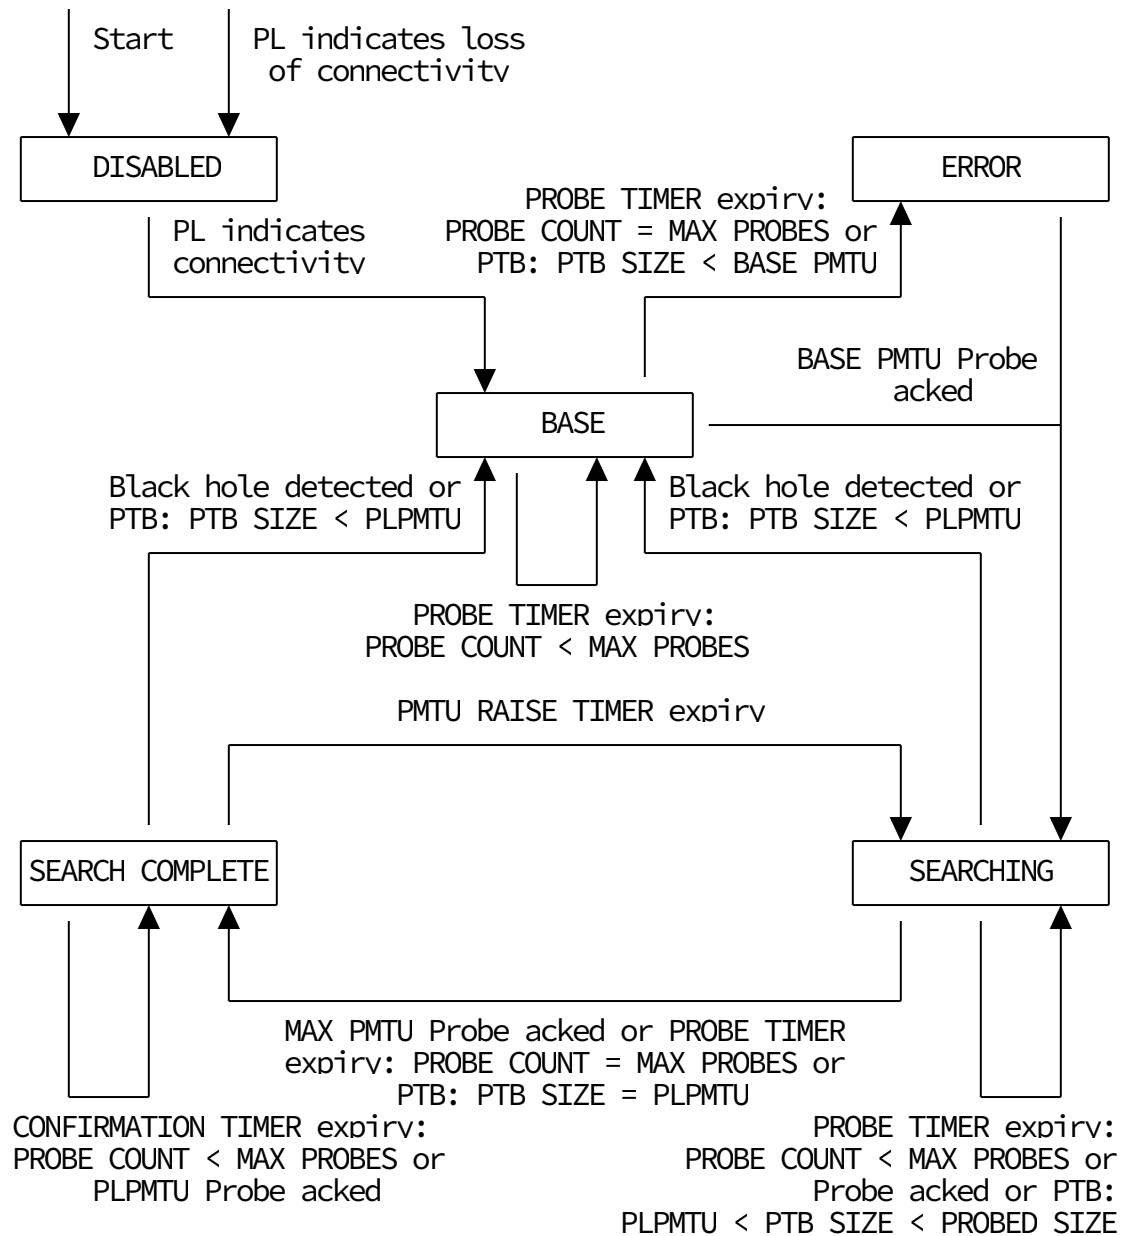 Start
PL indicates loss
of connectivity
DISABLED
ERROR
PL indicates
connectivity
PROBE TIMER expiry:
PROBE COUNT = MAX PROBES or
PTB: PTB SIZE < BASE PMTU
BASE PMTU Probe
acked
BASE
Black hole detected or
PTB: PTB SIZE < PLPMTU
Black hole detected or
PTB: PTB SIZE < PLPMTU
PROBE TIMER expiry:
PROBE COUNT < MAX PROBES
PMTU RAISE TIMER expiry
SEARCH COMPLETE
SEARCHING
MAX PMTU Probe acked or PROBE TIMER
expiry: PROBE COUNT = MAX PROBES or
PTB: PTB SIZE = PLPMTU
CONFIRMATION TIMER expiry:
PROBE COUNT < MAX PROBES or
PLPMTU Probe acked
PROBE TIMER expiry:
PROBE COUNT < MAX PROBES or
Probe acked or PTB:
PLPMTU < PTB SIZE < PROBED SIZE